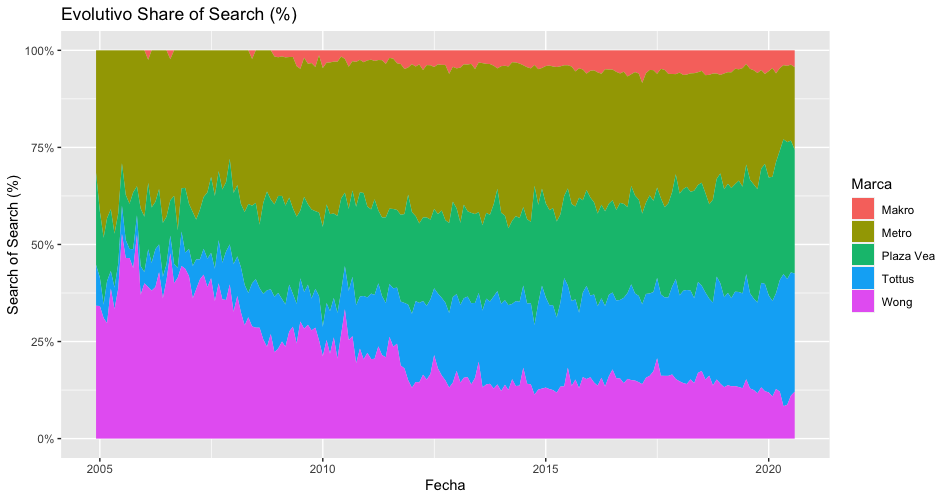 Evolutivo Share of Search (%)
100%
75%
50%
25%
0%
Search of Search (%)
2005
2010
2015
2020
Fecha
Marca
Makro
Metro
Plaza Vea
Tottus
Wong